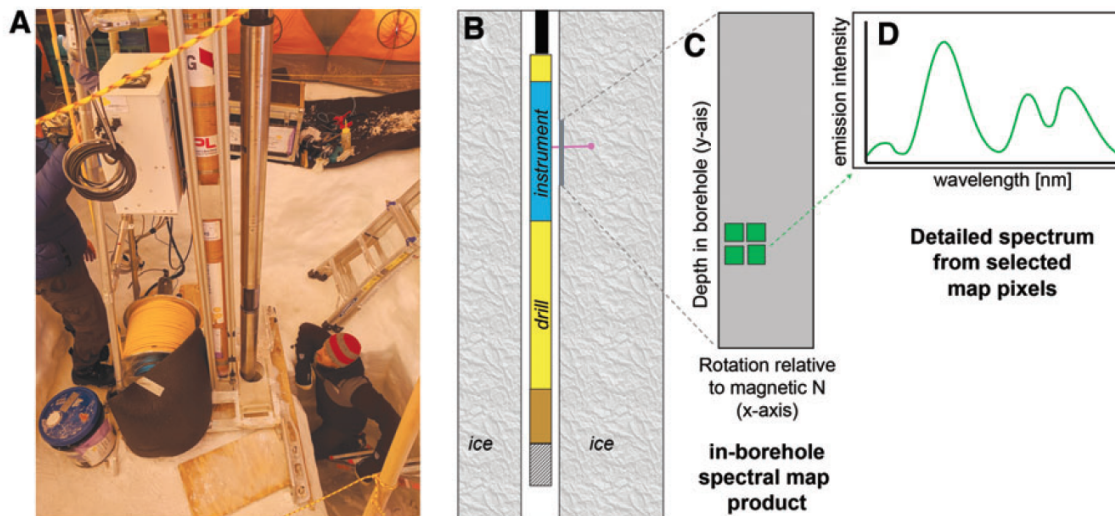 A
G
PL
B
instrument
drill
ice
ice
C
Depth in borehole (y-ais)
Rotation relative
to magnetic N
(x-axis)
in-borehole
spectral map
product
D
emission intensity
wavelength [nm]
Detailed spectrum
from selected
map pixels